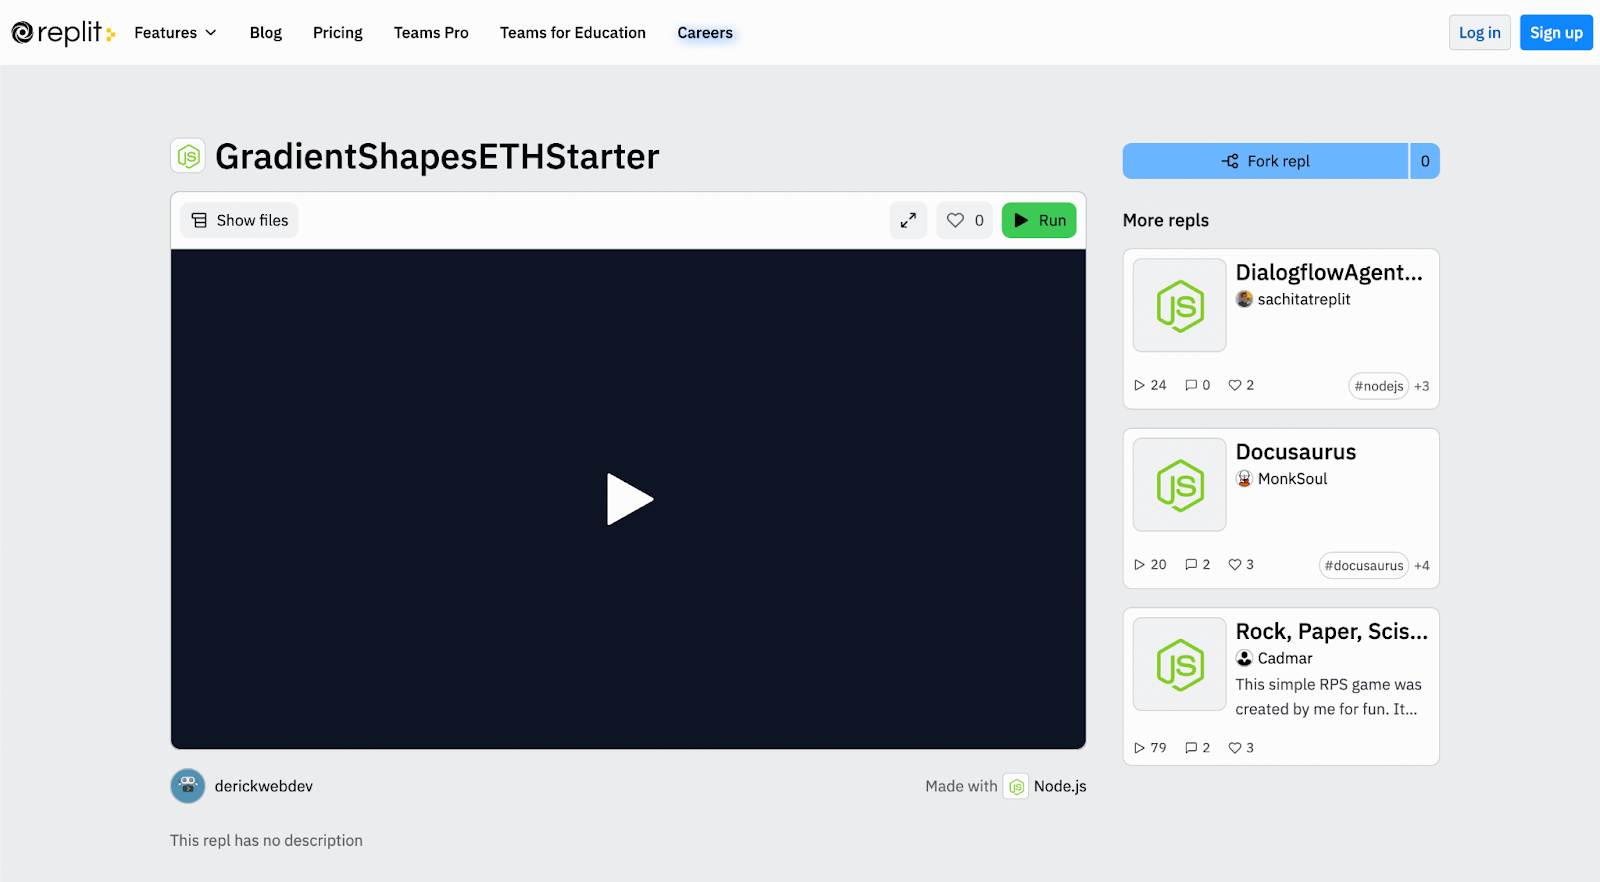 replit Features Blog Pricing Teams Pro Teams for Education Careers Log in Sign up
GradientShapesETHStarter
Show files 0 Run
derickwebdev Made with Node.js
This repl has no description
Fork repl 0
More repls
DialogflowAgent...
sachitatreplit
24 0 2 #nodejs +3
Docusaurus
MonkSoul
20 2 3 #docusaurus +4
Rock, Paper, Scis...
Cadmar
This simple RPS game was
created by me for fun. It...
79 2 3